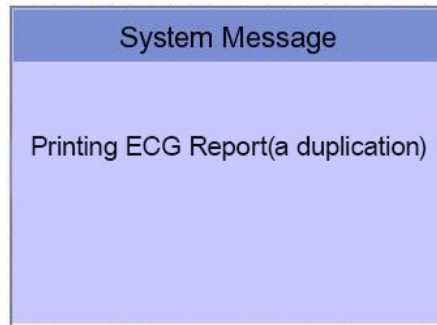 System Message
Printing ECG Report(a duplication)